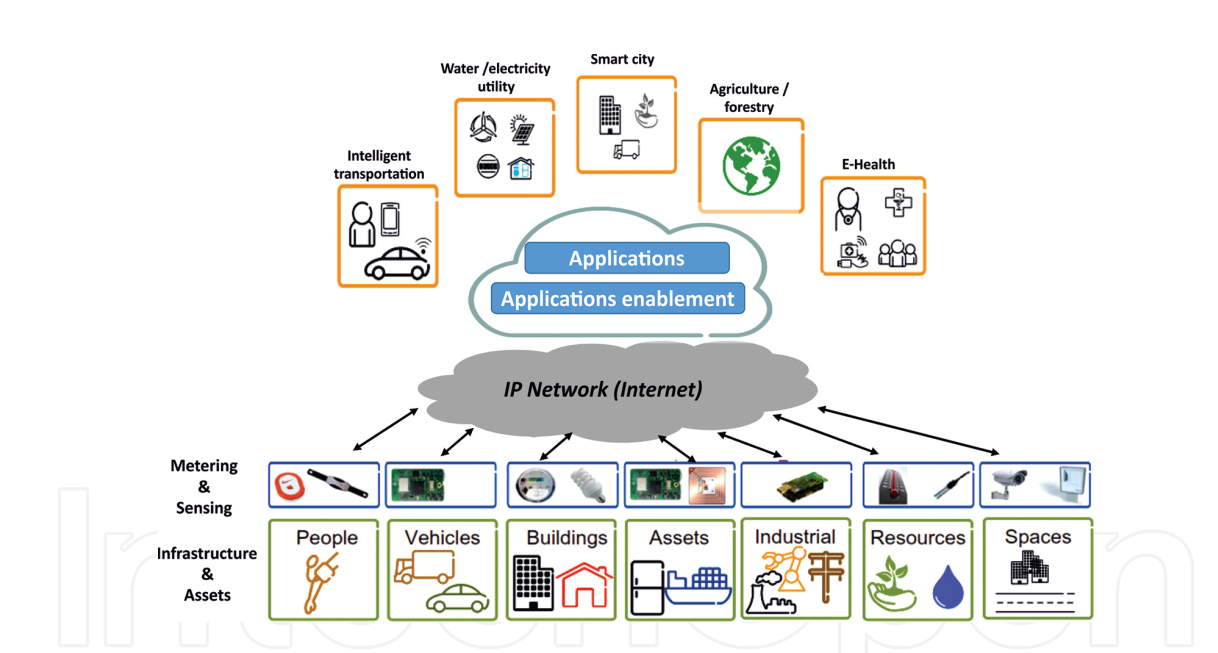 Smart city
Water /electricity
utility
Agriculture /
forestry
Intelligent
transportation
E-Health
Applications
Applications enablement
IP Network (Internet)
Metering
&
Sensing
Infrastructure
&
Assets
People
Vehicles
Buildings
Assets
Industrial
Resources
Spaces
IntechOpen